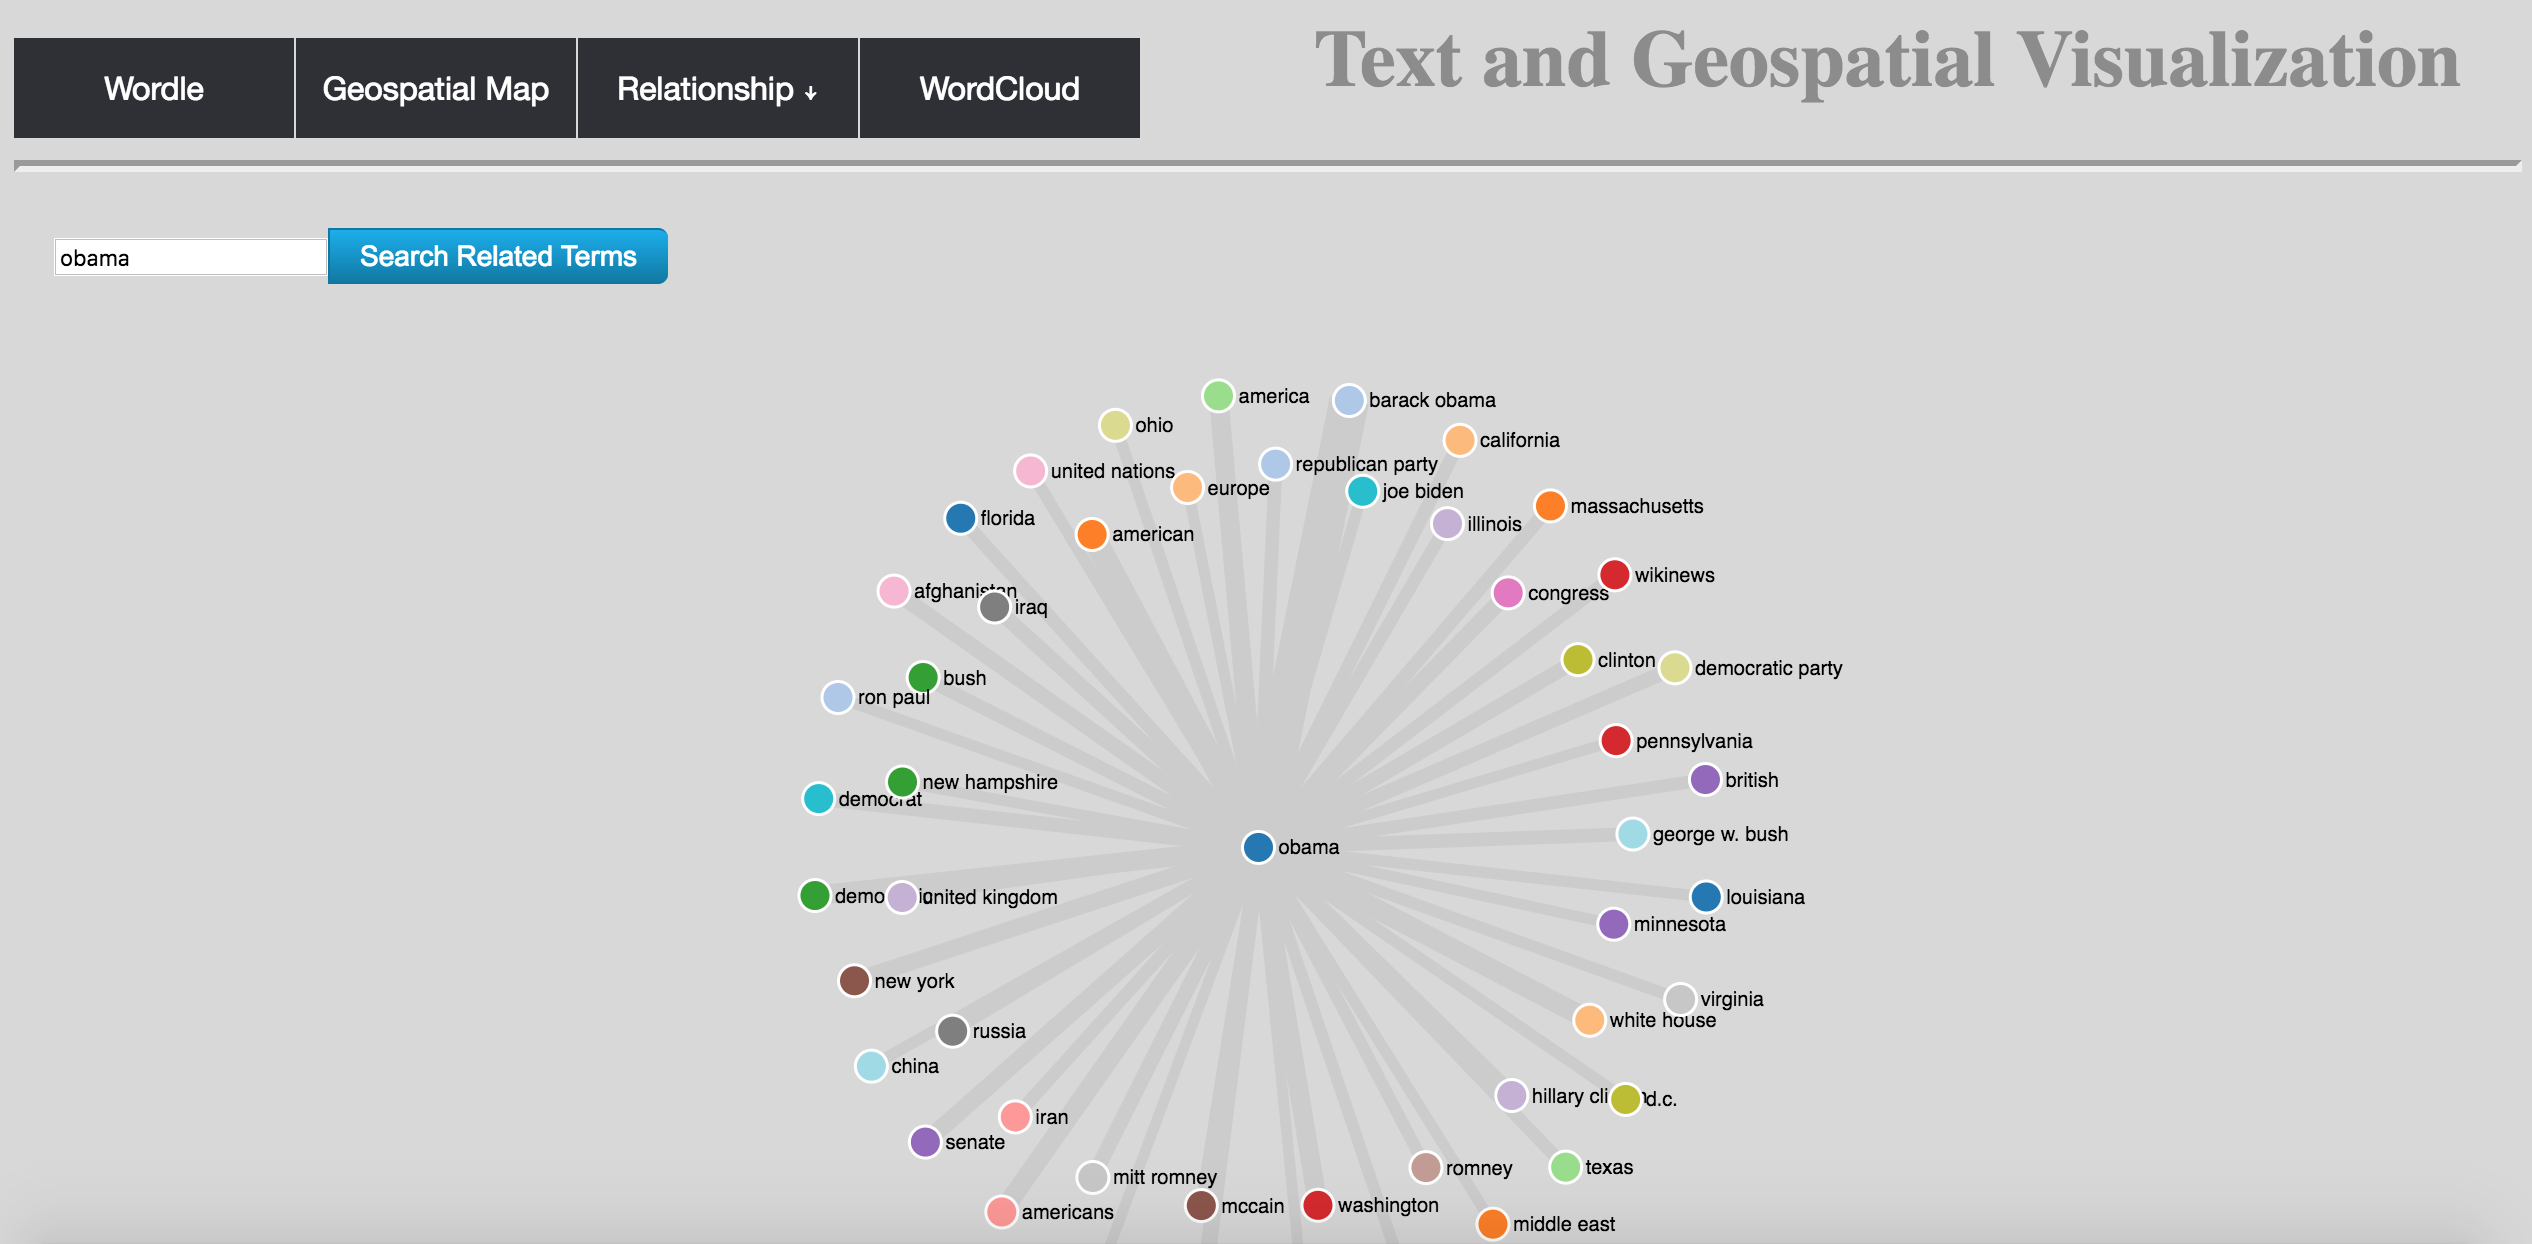 Text and Geospatial Visualization
Wordle
Geospatial Map
Relationship ↓
WordCloud
obama
Search Related Terms
america
barack obama
ohio
california
republican party
united nations
europe
joe biden
massachusetts
florida
illinois
american
wikinews
afghanistan
congress
iraq
clinton
democratic party
bush
ron paul
pennsylvania
british
new hampshire
democrat
george w. bush
obama
united kingdom
louisiana
minnesota
new york
virginia
white house
russia
china
hillary clinton
d.c.
iran
senate
romney
texas
mitt romney
mccain
washington
americans
middle east